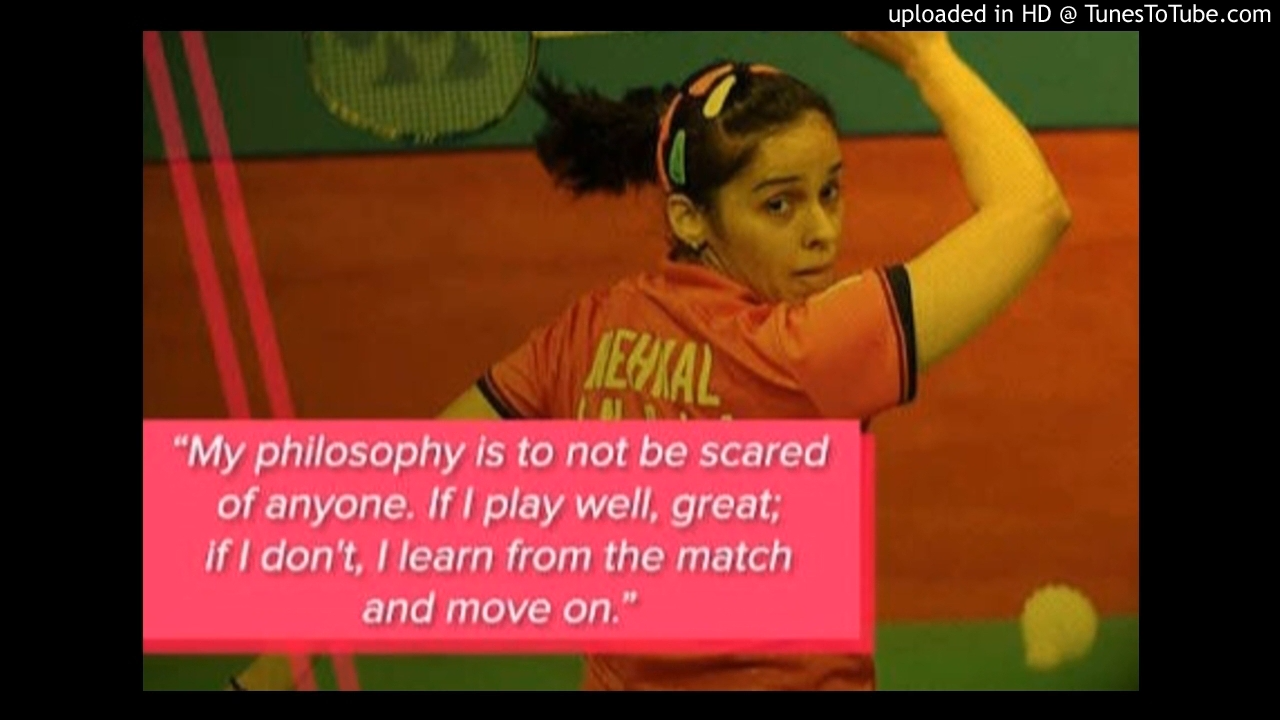 uploaded in HD @ TunesToTube.com
NEHWAL
“My philosophy is to not be scared
of anyone. If I play well, great;
if I don't, I learn from the match
and move on.”